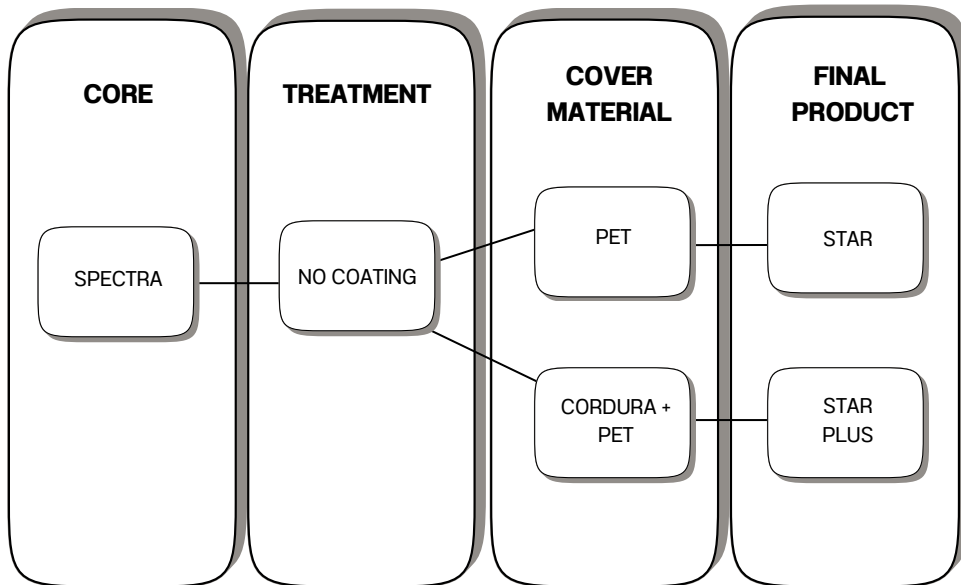 CORE
TREATMENT
COVER
MATERIAL
FINAL
PRODUCT
SPECTRA
NO COATING
PET
STAR
CORDURA +
PET
STAR
PLUS